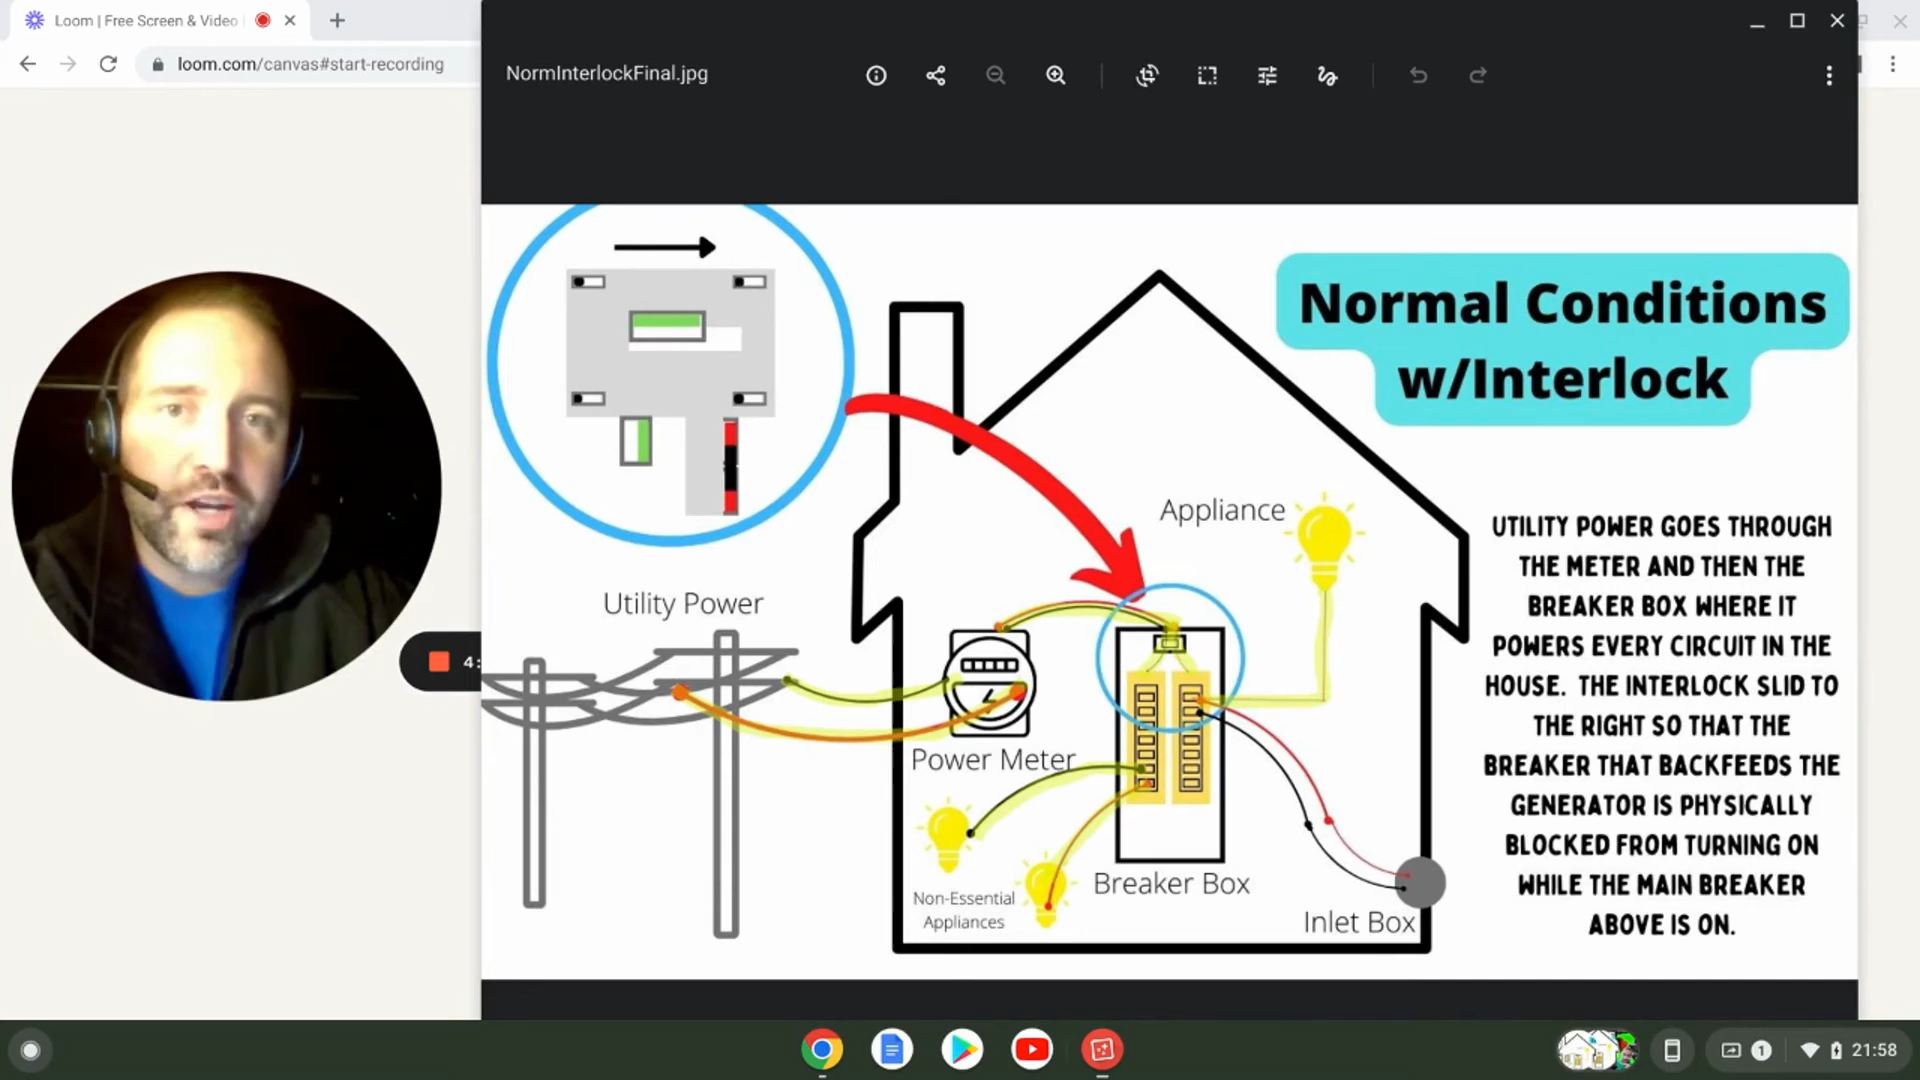 Loom | Free Screen & Video
loom.com/canvas#start-recording
NormInterlockFinal.jpg
Normal Conditions
w/Interlock
Appliance
Utility Power
Power Meter
Non-Essential
Appliances
Breaker Box
Inlet Box
UTILITY POWER GOES THROUGH
THE METER AND THEN THE
BREAKER BOX WHERE IT
POWERS EVERY CIRCUIT IN THE
HOUSE. THE INTERLOCK SLID TO
THE RIGHT SO THAT THE
BREAKER THAT BACKFEEDS THE
GENERATOR IS PHYSICALLY
BLOCKED FROM TURNING ON
WHILE THE MAIN BREAKER
ABOVE IS ON.
4:
1
21:58